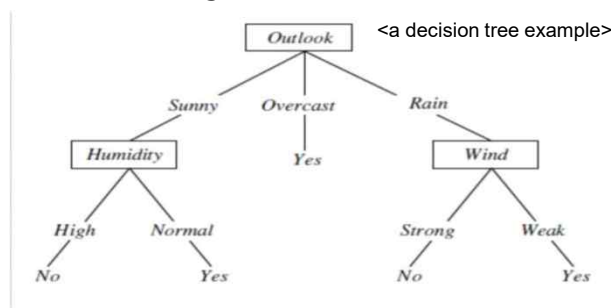 Outlook
<a decision tree example>
Sunny
Overcast
Rain
Humidity
Yes
Wind
High
Normal
Strong
Weak
No
Yes
No
Yes